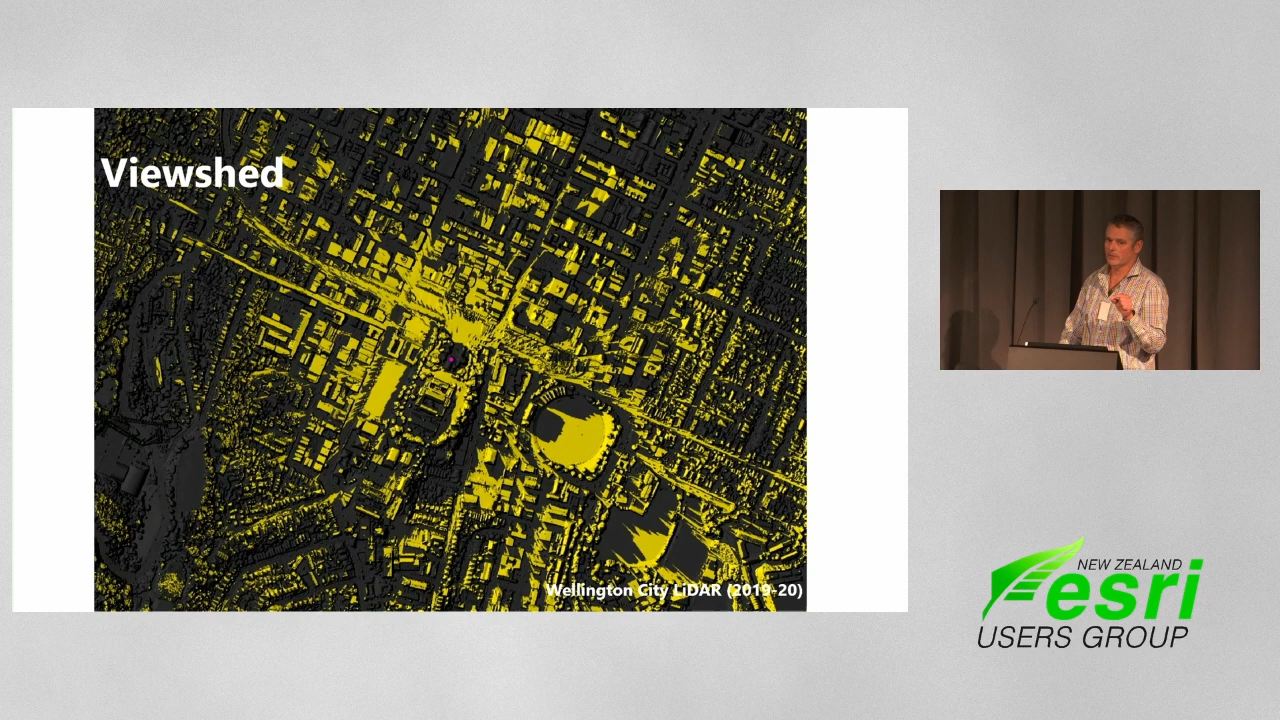 Viewshed
Wellington City LiDAR (2019-20)
NEW ZEALAND
esri
USERS GROUP